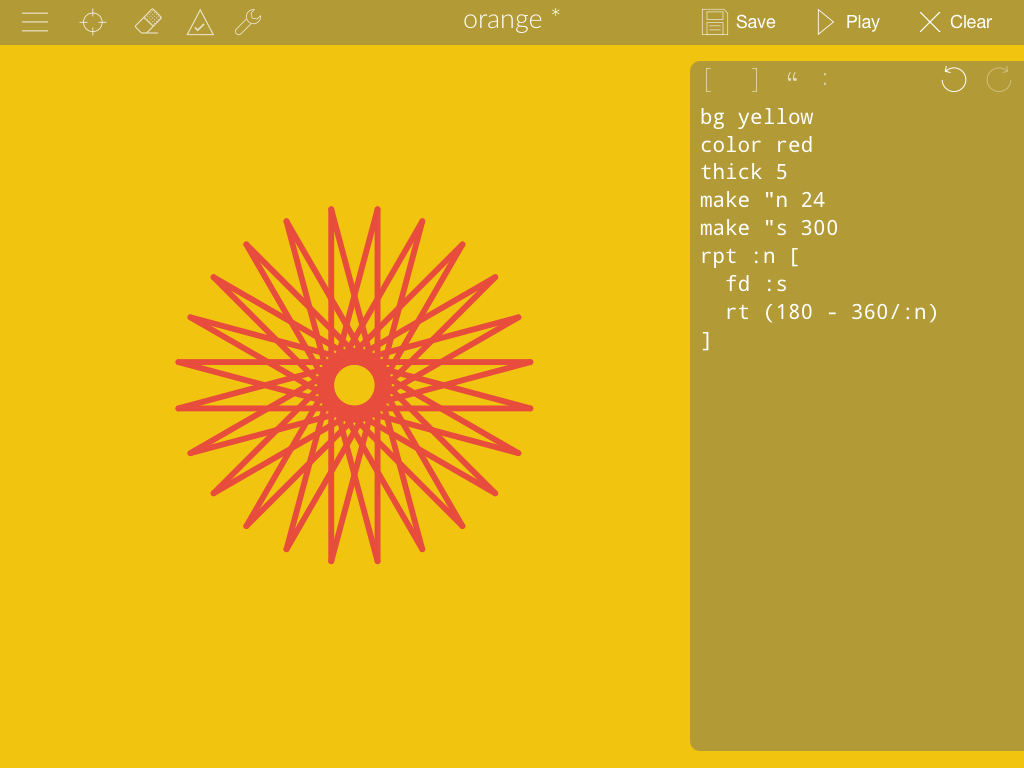 orange *
Save
Play
Clear
[ ] “ :
bg yellow
color red
thick 5
make "n 24
make "s 300
rpt :n [
  fd :s
  rt (180 - 360/:n)
]